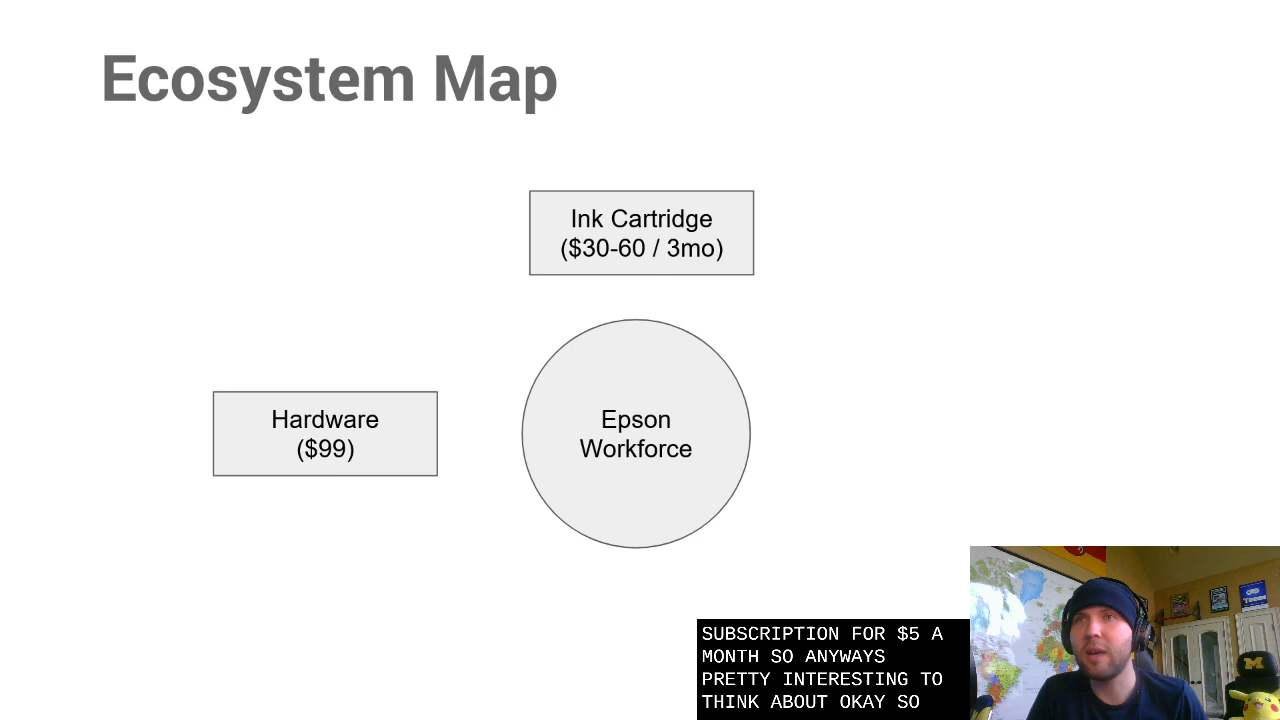 Ecosystem Map
Ink Cartridge
($30-60 / 3mo)
Hardware
($99)
Epson
Workforce
SUBSCRIPTION FOR $5 A
MONTH SO ANYWAYS
PRETTY INTERESTING TO
THINK ABOUT OKAY SO
M